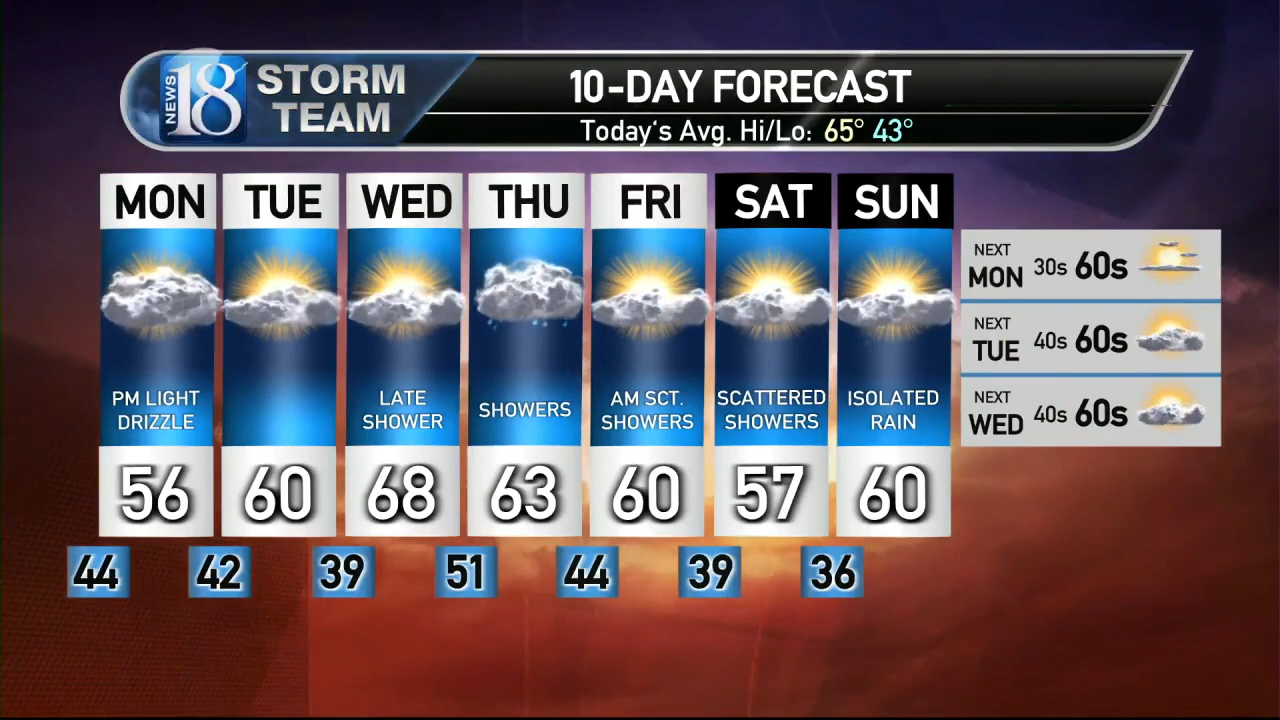 NEWS 18
STORM
TEAM
10-DAY FORECAST
Today's Avg. Hi/Lo: 65° 43°
MON TUE WED THU FRI SAT SUN
PM LIGHT
DRIZZLE
LATE
SHOWER
SHOWERS
AM SCT.
SHOWERS
SCATTERED
SHOWERS
ISOLATED
RAIN
56 60 68 63 60 57 60
44 42 39 51 44 39 36
NEXT
MON 30s 60s
NEXT
TUE 40s 60s
NEXT
WED 40s 60s